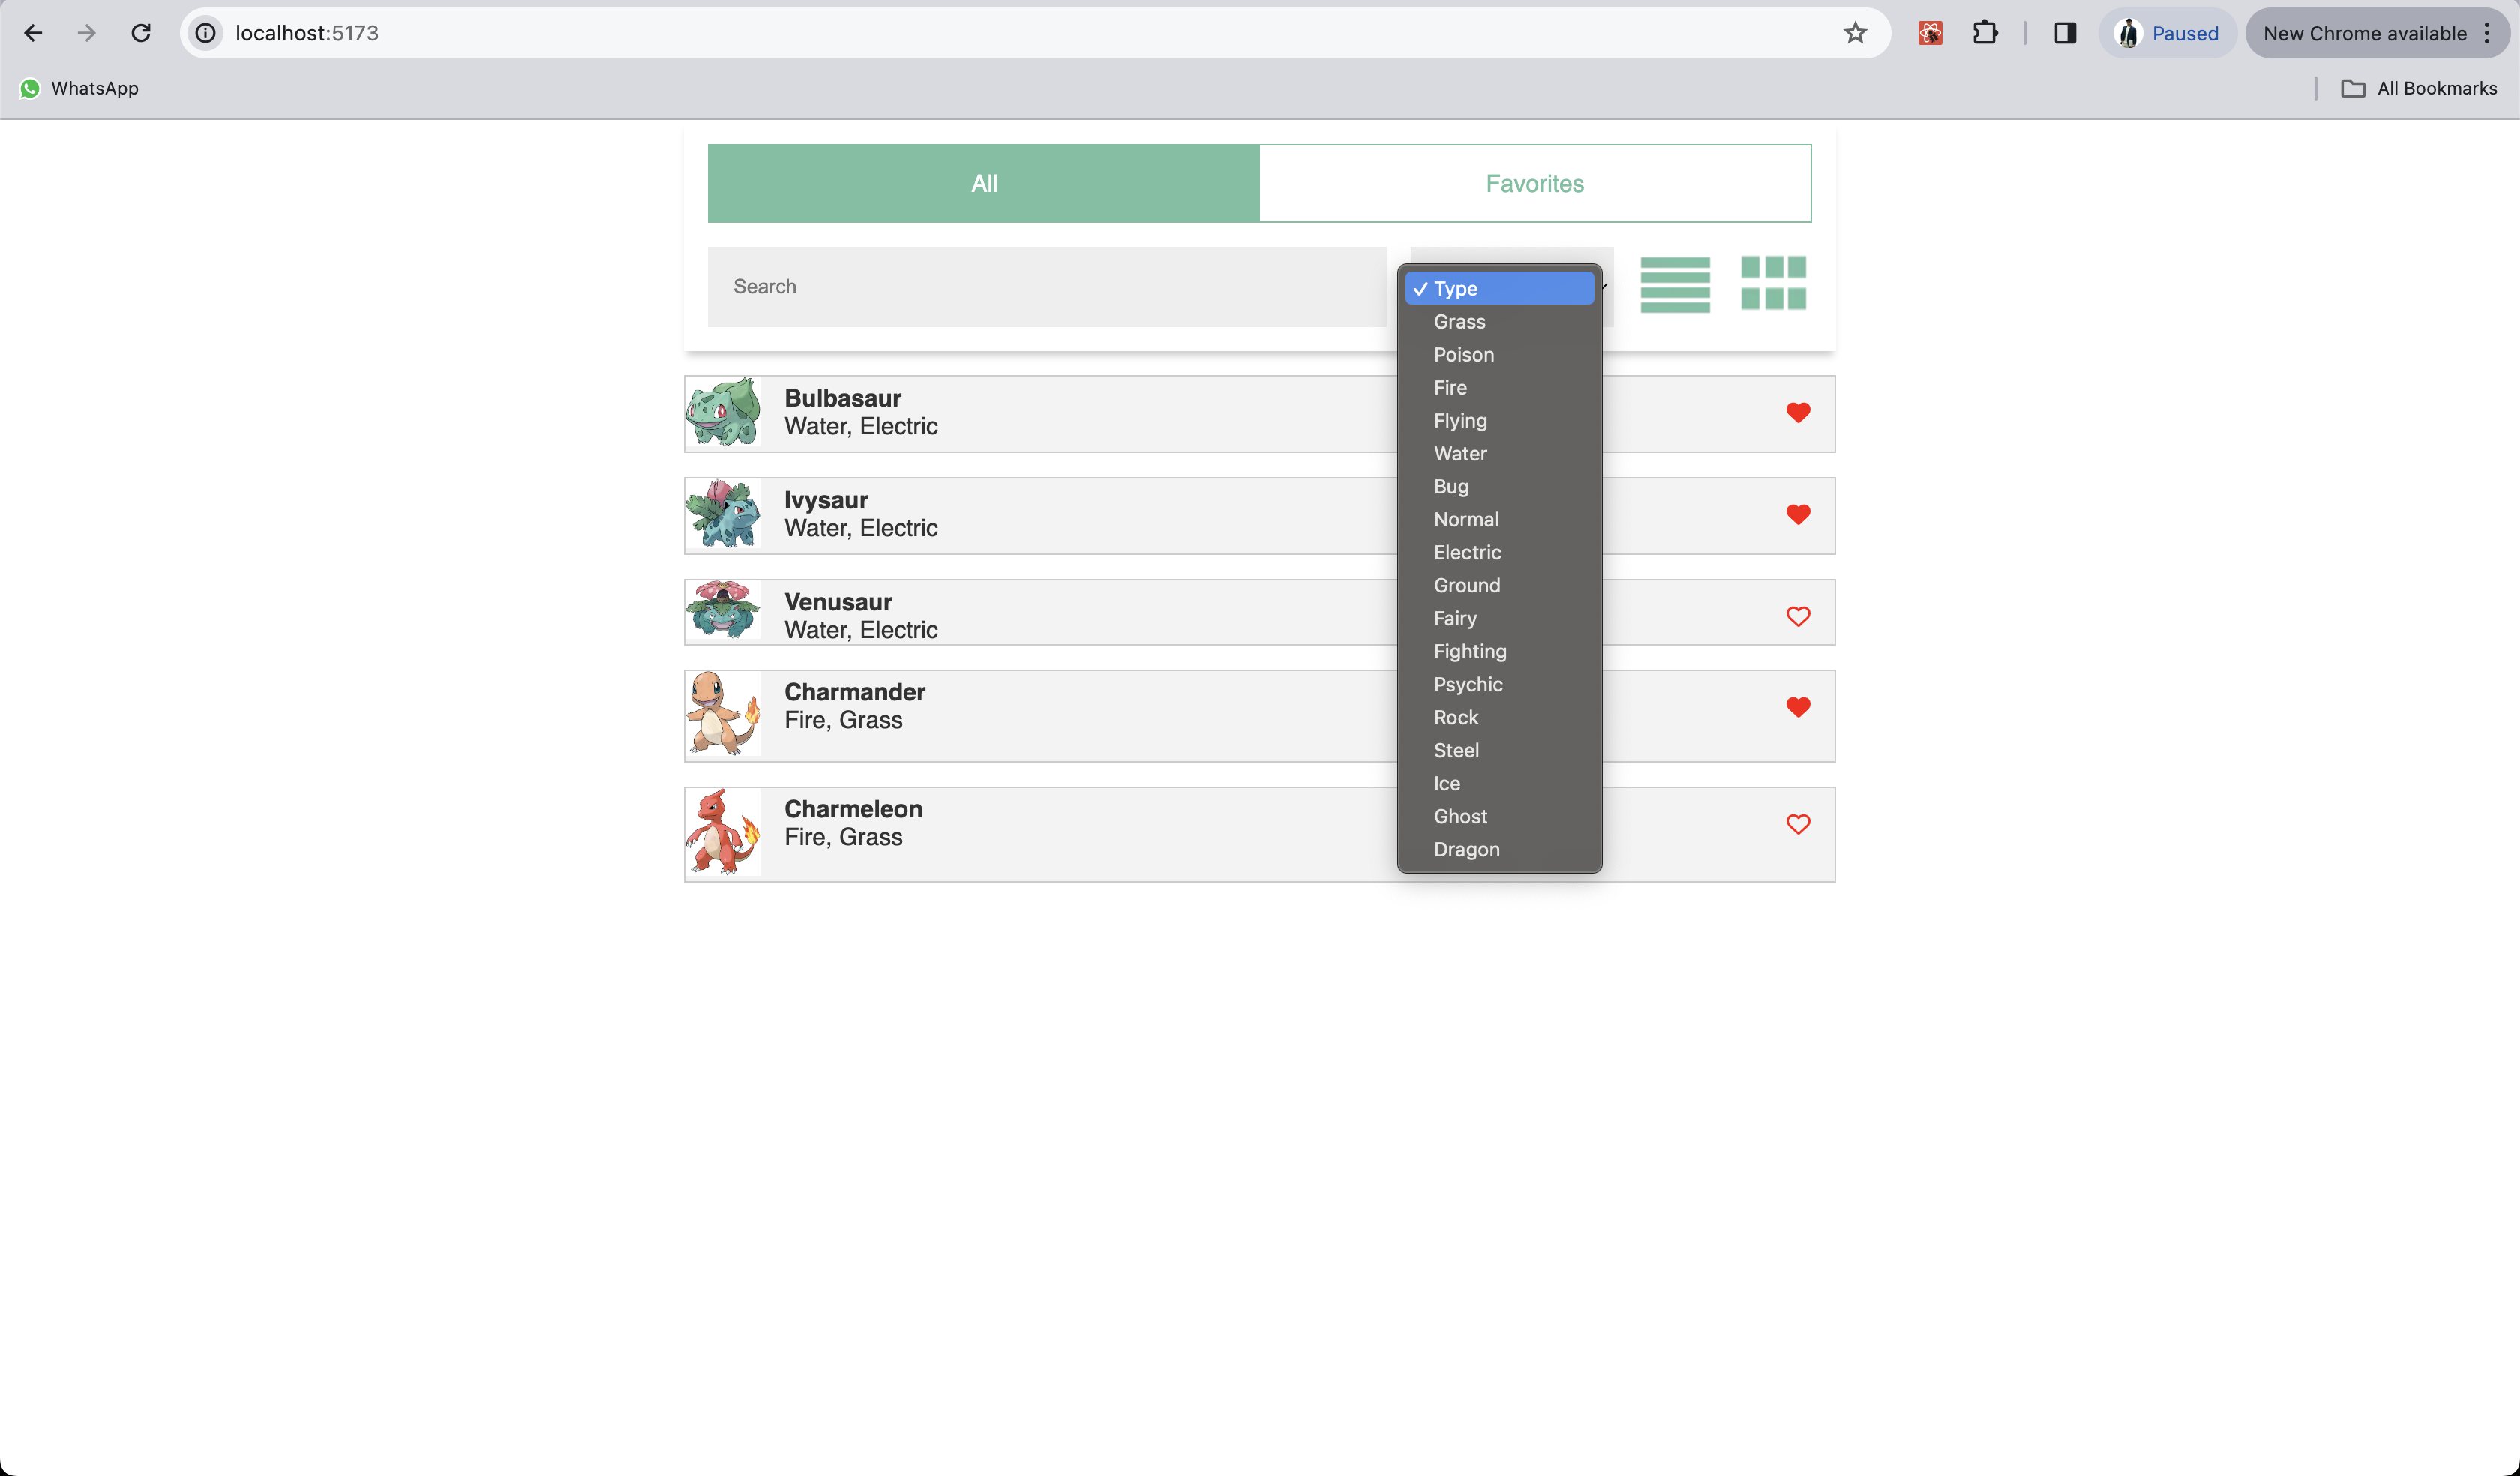 localhost:5173
Paused
New Chrome available
WhatsApp
All Bookmarks
All
Favorites
Search
Type
Grass
Poison
Fire
Flying
Water
Bug
Normal
Electric
Ground
Fairy
Fighting
Psychic
Rock
Steel
Ice
Ghost
Dragon
Bulbasaur
Water, Electric
Ivysaur
Water, Electric
Venusaur
Water, Electric
Charmander
Fire, Grass
Charmeleon
Fire, Grass